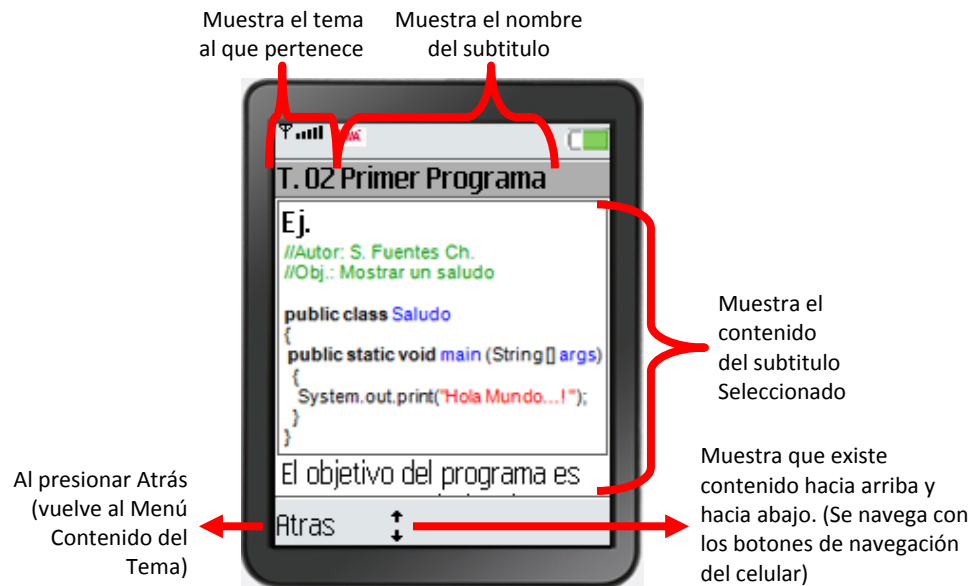 Muestra el tema
al que pertenece
Muestra el nombre
del subtitulo
T. 02 Primer Programa
Ej.
//Autor: S. Fuentes Ch.
//Obj.: Mostrar un saludo
public class Saludo
{
public static void main (String [] args)
{
System.out.print("Hola Mundo...! ");
}
}
El objetivo del programa es
Atras
Muestra el
contenido
del subtitulo
Seleccionado
Al presionar Atrás
(vuelve al Menú
Contenido del
Tema)
Muestra que existe
contenido hacia arriba y
hacia abajo. (Se navega con
los botones de navegación
del celular)